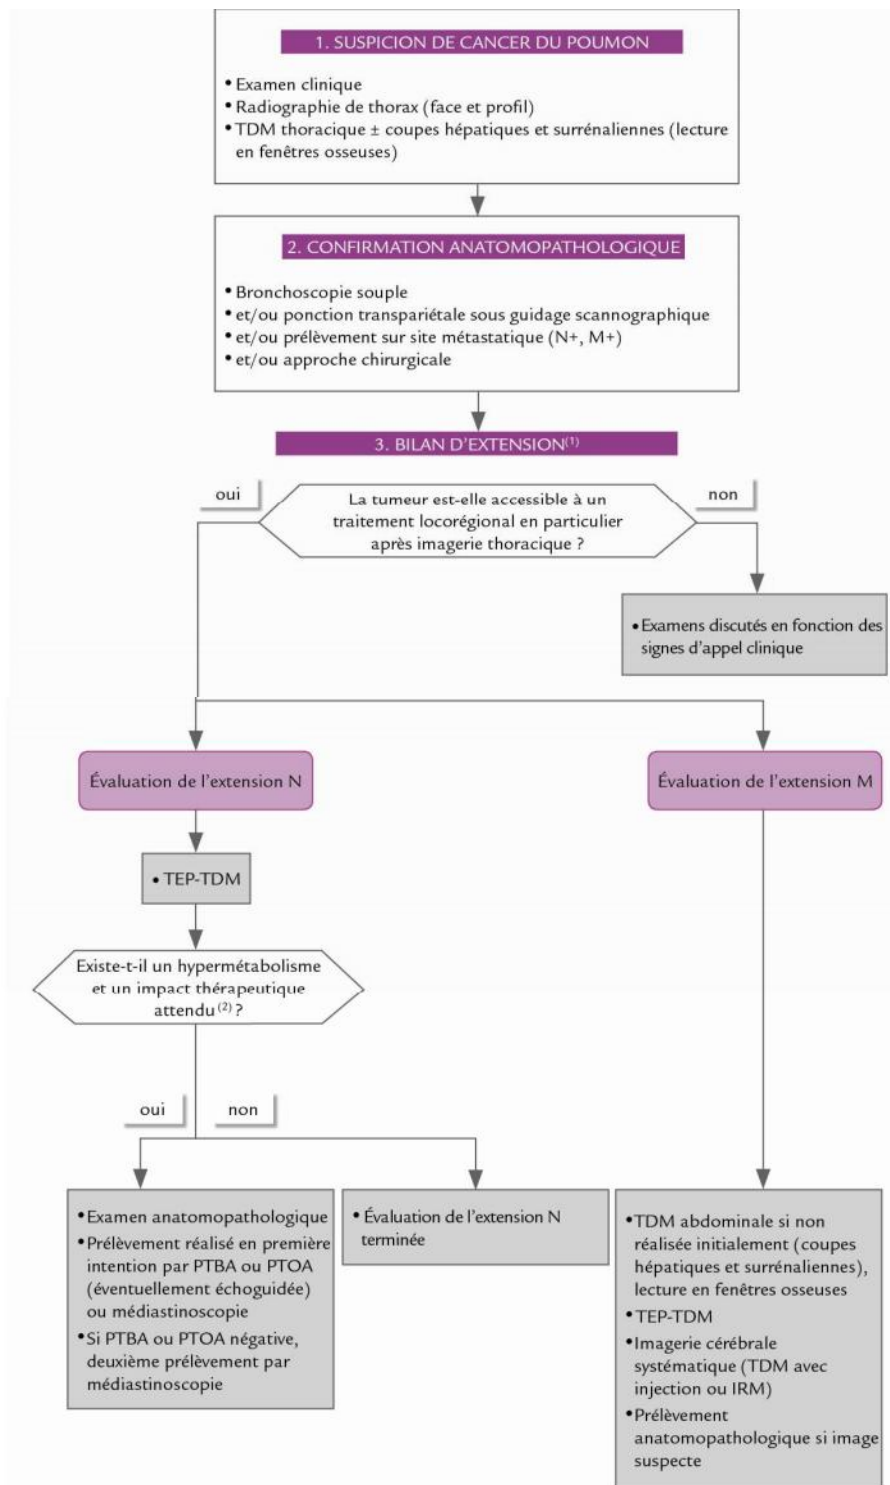 1. SUSPICION DE CANCER DU POUMON
• Examen clinique
• Radiographie de thorax (face et profil)
• TDM thoracique ± coupes hépatiques et surrénaliennes (lecture
en fenêtres osseuses)
2. CONFIRMATION ANATOMOPATHOLOGIQUE
• Bronchoscopie souple
• et/ou ponction transpariétale sous guidage scannographique
• et/ou prélèvement sur site métastatique (N+, M+)
• et/ou approche chirurgicale
3. BILAN D'EXTENSION(1)
oui
La tumeur est-elle accessible à un
traitement locorégional en particulier
après imagerie thoracique ?
non
• Examens discutés en fonction des
signes d'appel clinique
Évaluation de l'extension N
Évaluation de l'extension M
• TEP-TDM
Existe-t-il un hypermétabolisme
et un impact thérapeutique
attendu(2) ?
oui
non
• Examen anatomopathologique
• Prélèvement réalisé en première
intention par PTBA ou PTOA
(éventuellement échoguidée)
ou médiastinoscopie
• Si PTBA ou PTOA négative,
deuxième prélèvement par
médiastinoscopie
• Évaluation de l'extension N
terminée
• TDM abdominale si non
réalisée initialement (coupes
hépatiques et surrénaliennes),
lecture en fenêtres osseuses
• TEP-TDM
• Imagerie cérébrale
systématique (TDM avec
injection ou IRM)
• Prélèvement
anatomopathologique si image
suspecte